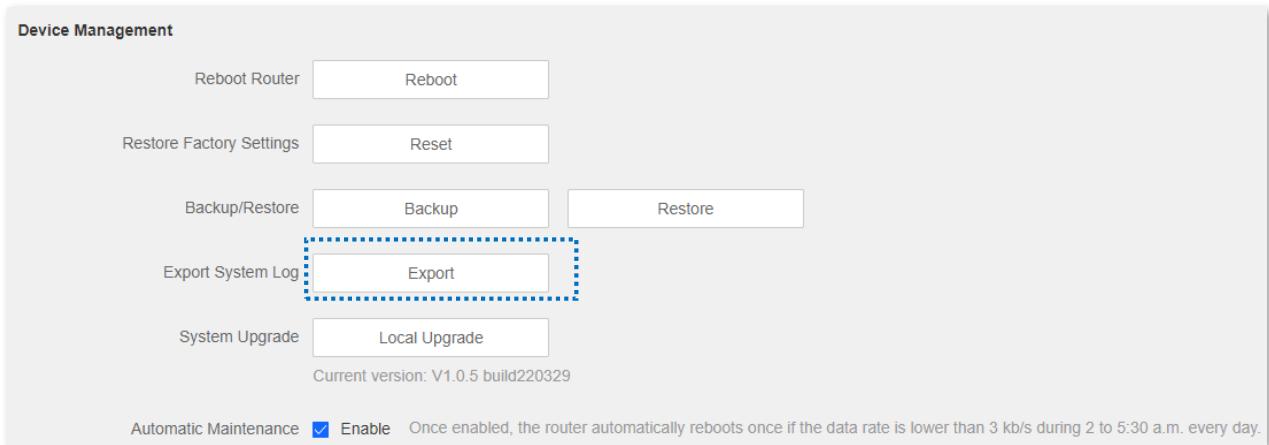 Device Management
Reboot Router Reboot
Restore Factory Settings Reset
Backup/Restore Backup Restore
Export System Log Export
System Upgrade Local Upgrade
Current version: V1.0.5 build220329
Automatic Maintenance Enable Once enabled, the router automatically reboots once if the data rate is lower than 3 kb/s during 2 to 5:30 a.m. every day.